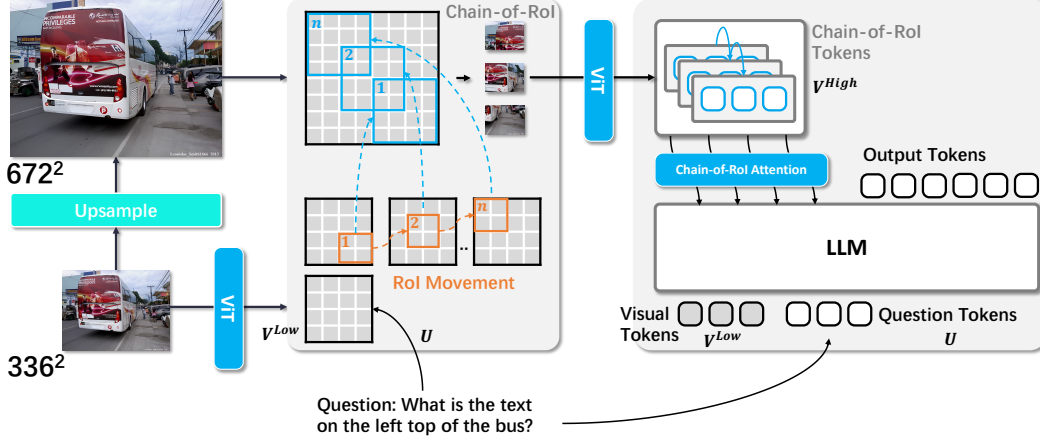 INCOMPARABLE
PRIVILEGES
672²
Upsample
336²
ViT
V^Low
Chain-of-RoI
n
2
1
1
2
n
..
RoI Movement
U
Question: What is the text
on the left top of the bus?
ViT
Chain-of-RoI
Tokens
V^High
Chain-of-RoI Attention
Output Tokens
LLM
Visual
Tokens
V^Low
Question Tokens
U